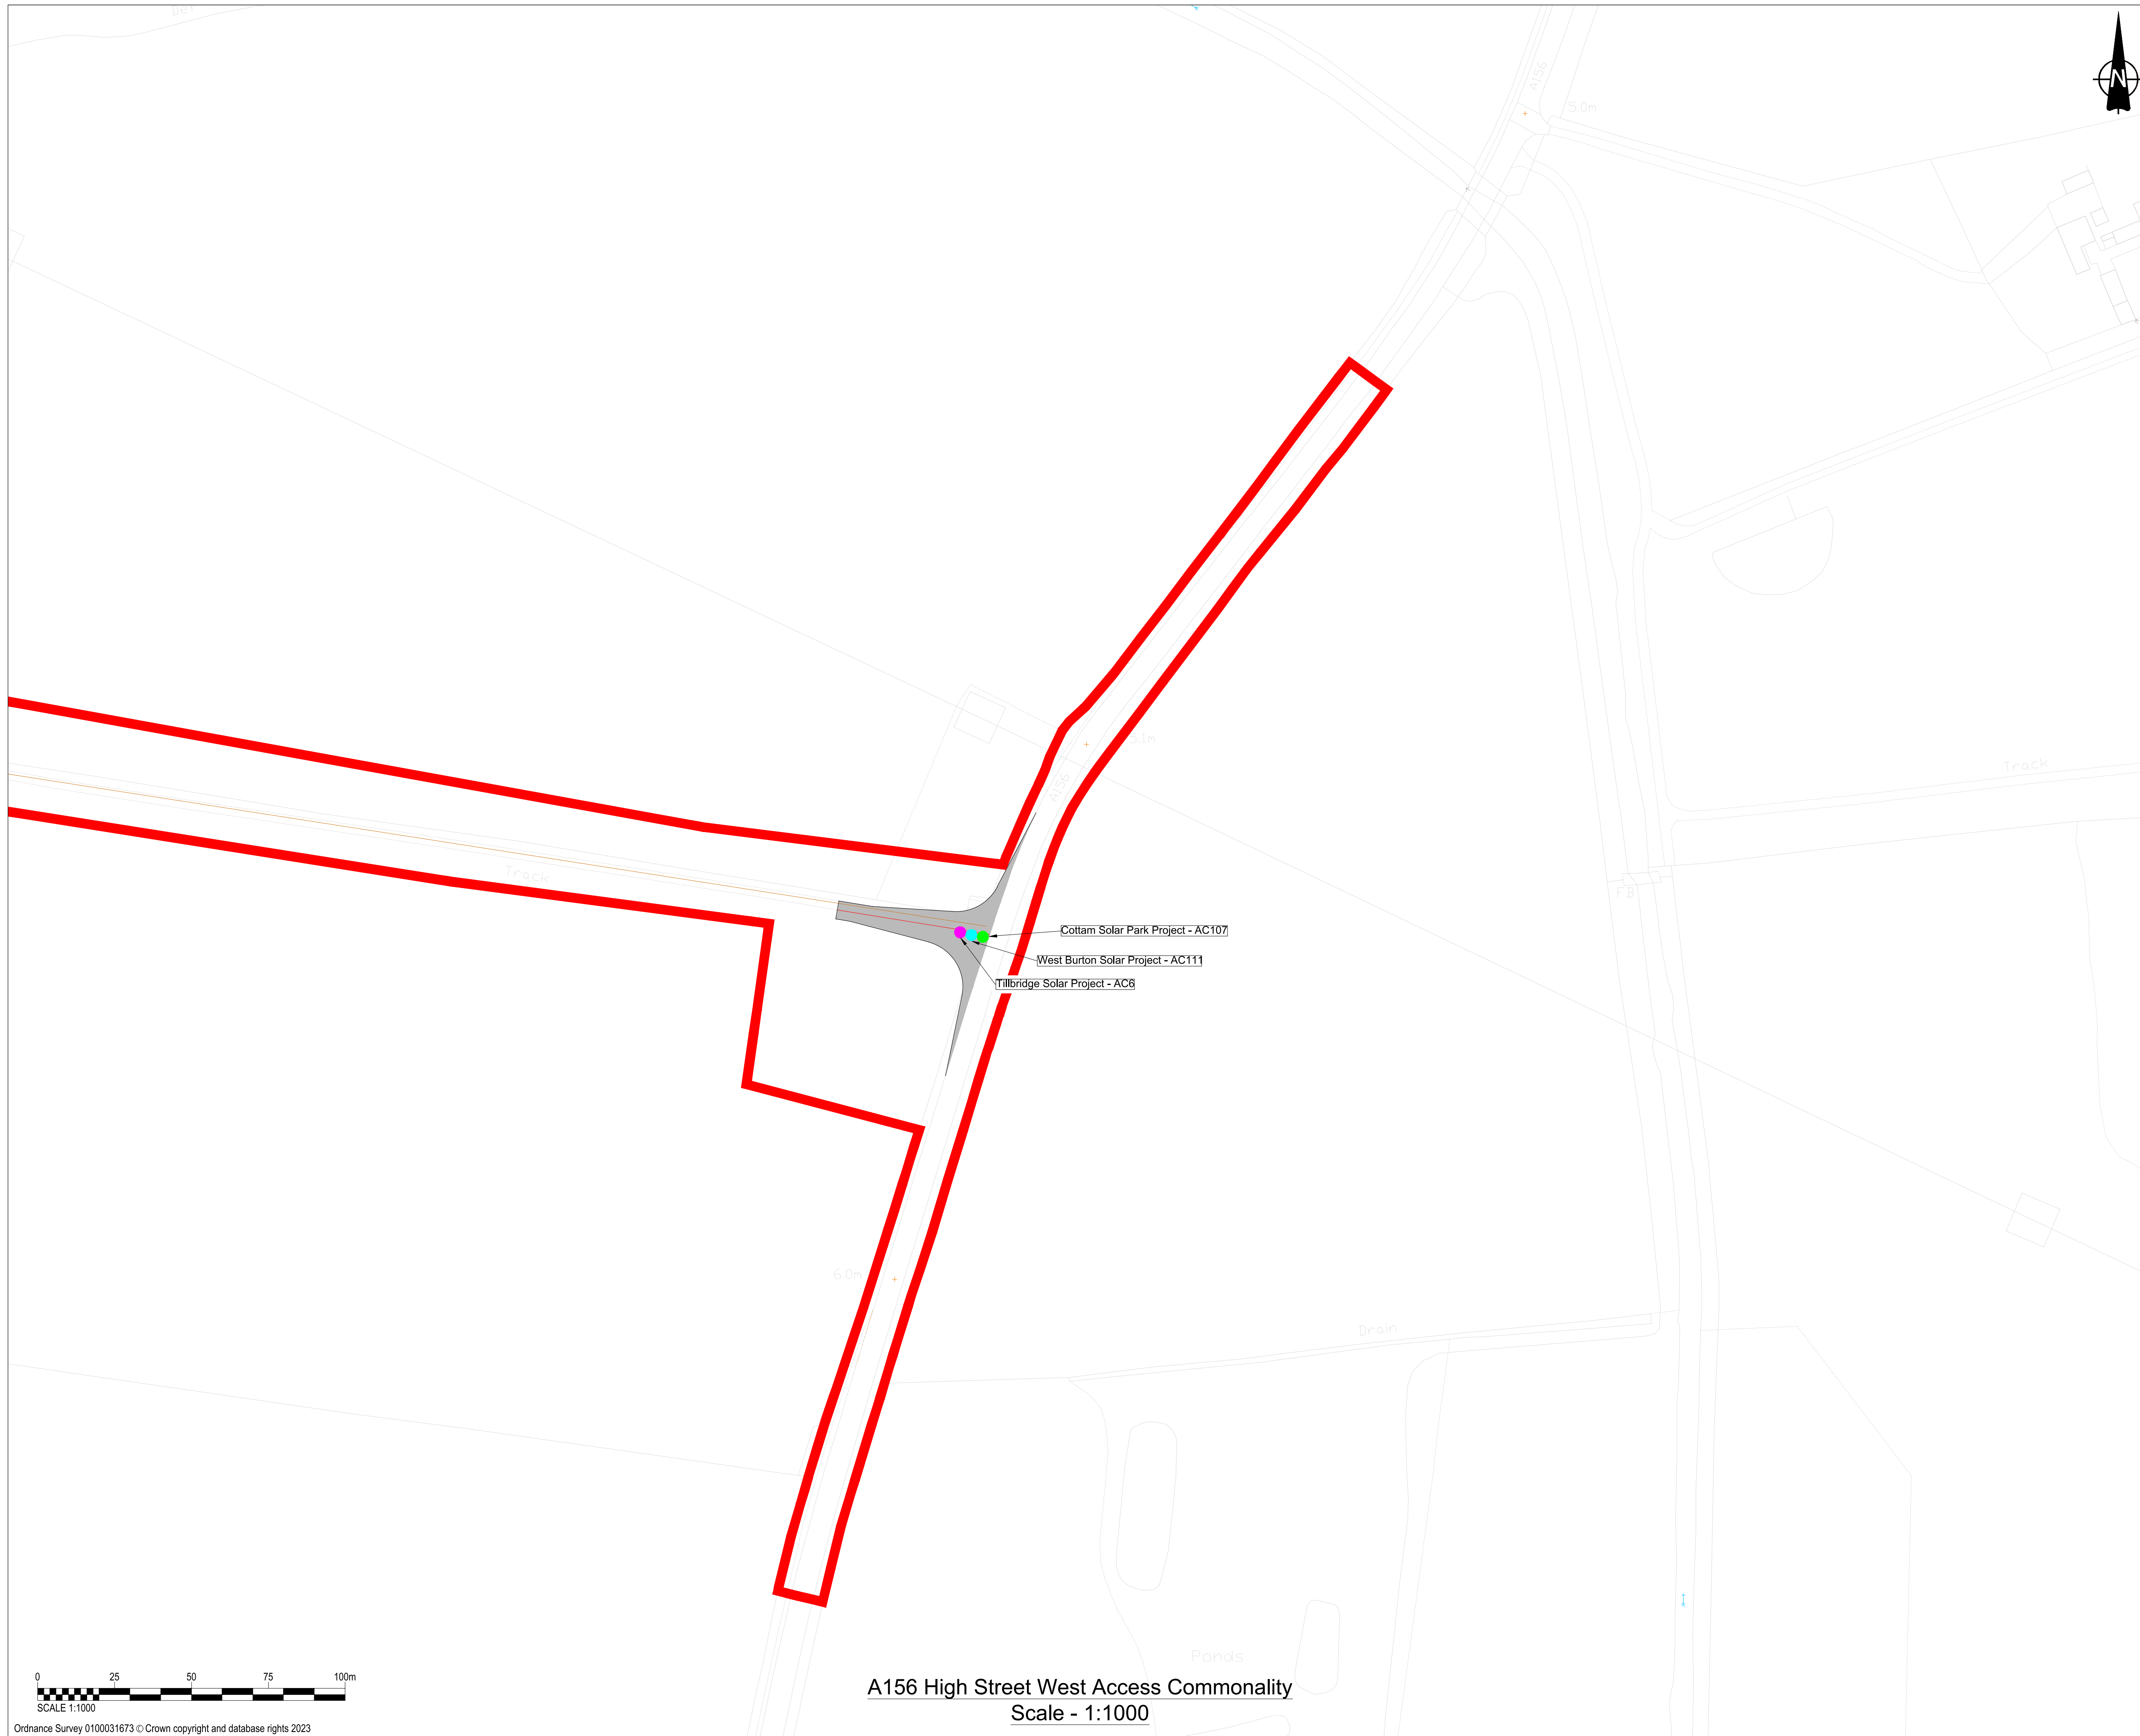 Def
N
A156
5.0m
.1m
A156
Track
Track
FB
Cottam Solar Park Project - AC107
West Burton Solar Project - AC111
Tillbridge Solar Project - AC6
6.0m
Drain
Ponds
0 25 50 75 100m
SCALE 1:1000
A156 High Street West Access Commonality
Scale - 1:1000
Ordnance Survey 0100031673 © Crown copyright and database rights 2023